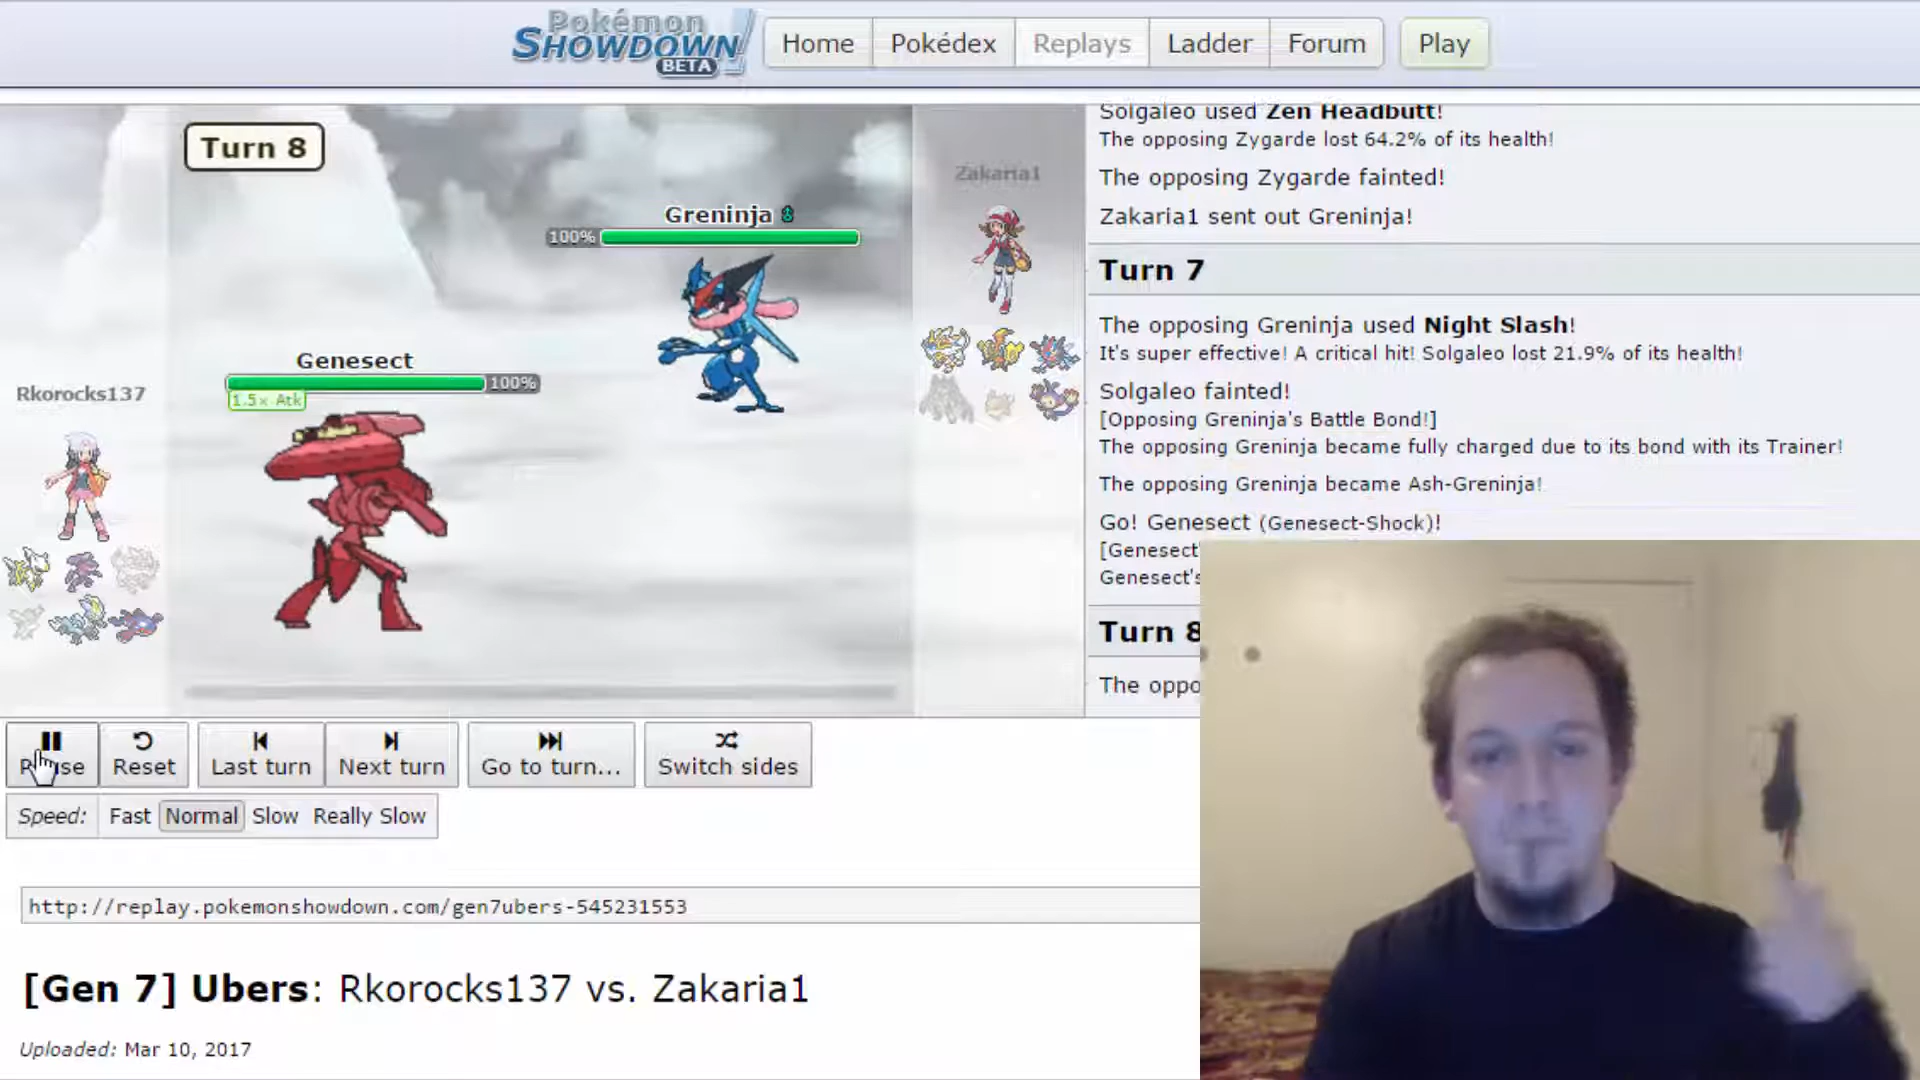 Pokémon
SHOWDOWN!
BETA
Home
Pokédex
Replays
Ladder
Forum
Play
Turn 8
Greninja
100%
Genesect
100%
1.5× Atk
Rkorocks137
Zakaria1
Solgaleo used Zen Headbutt!
The opposing Zygarde lost 64.2% of its health!
The opposing Zygarde fainted!
Zakaria1 sent out Greninja!
Turn 7
The opposing Greninja used Night Slash!
It's super effective! A critical hit! Solgaleo lost 21.9% of its health!
Solgaleo fainted!
[Opposing Greninja's Battle Bond!]
The opposing Greninja became fully charged due to its bond with its Trainer!
The opposing Greninja became Ash-Greninja!
Go! Genesect (Genesect-Shock)!
[Genesect'
Genesect's
Turn 8
The oppo
Reset
Last turn
Next turn
Go to turn...
Switch sides
Speed:
Fast
Normal
Slow
Really Slow
http://replay.pokemonshowdown.com/gen7ubers-545231553
[Gen 7] Ubers: Rkorocks137 vs. Zakaria1
Uploaded: Mar 10, 2017